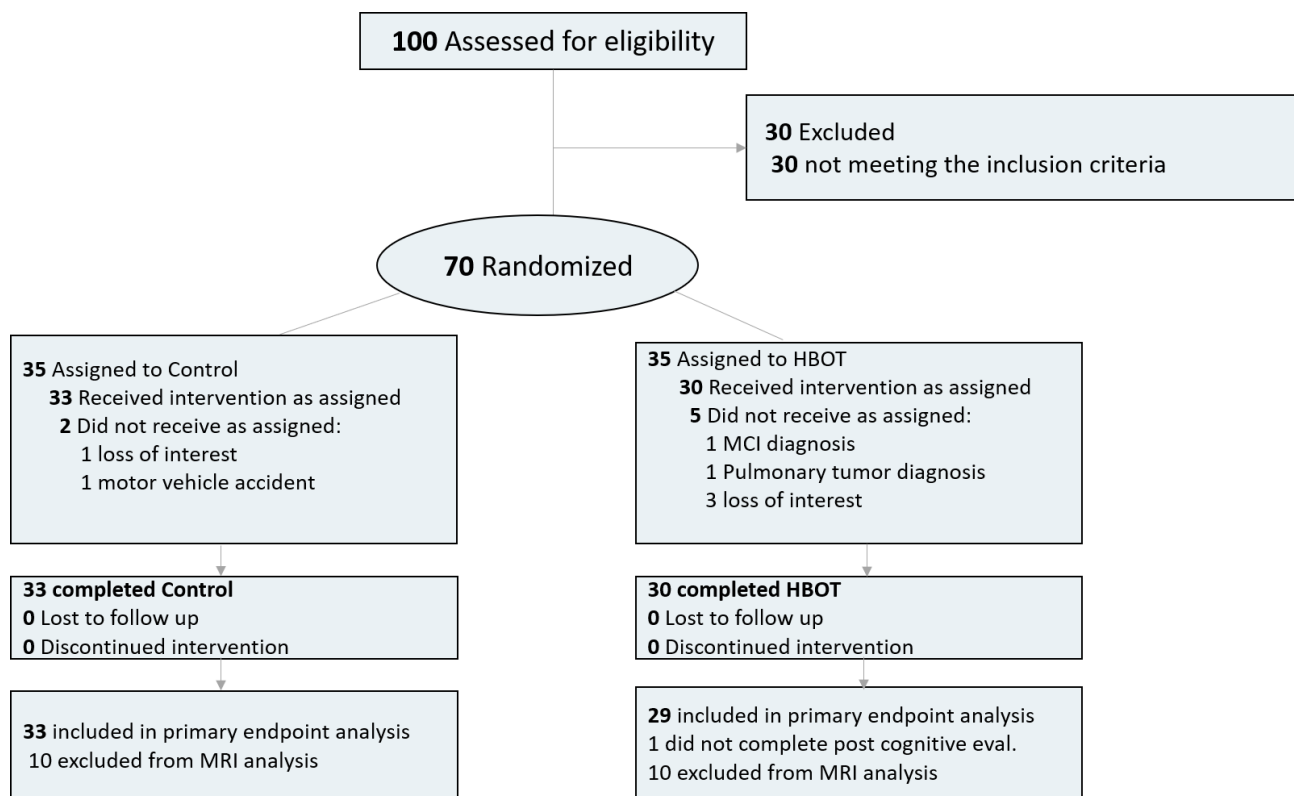 100 Assessed for eligibility
30 Excluded
30 not meeting the inclusion criteria
70 Randomized
35 Assigned to Control
33 Received intervention as assigned
2 Did not receive as assigned:
1 loss of interest
1 motor vehicle accident
35 Assigned to HBOT
30 Received intervention as assigned
5 Did not receive as assigned:
1 MCI diagnosis
1 Pulmonary tumor diagnosis
3 loss of interest
33 completed Control
0 Lost to follow up
0 Discontinued intervention
30 completed HBOT
0 Lost to follow up
0 Discontinued intervention
33 included in primary endpoint analysis
10 excluded from MRI analysis
29 included in primary endpoint analysis
1 did not complete post cognitive eval.
10 excluded from MRI analysis